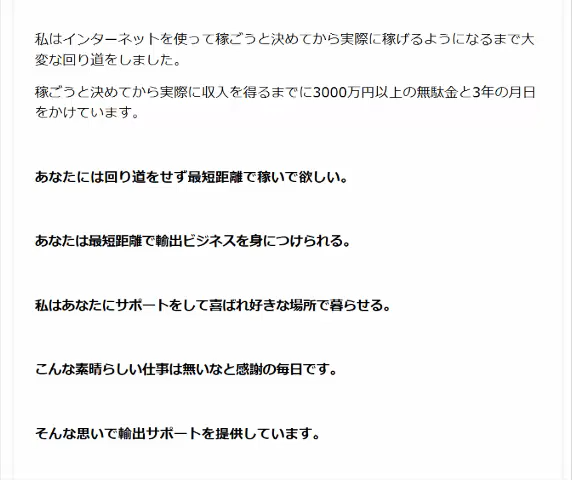 私はインターネットを使って稼ごうと決めてから実際に稼げるようになるまで大
変な回り道をしました。
稼ごうと決めてから実際に収入を得るまでに3000万円以上の無駄金と3年の月日
をかけています。
あなたには回り道をせず最短距離で稼いで欲しい。
あなたは最短距離で輸出ビジネスを身につけられる。
私はあなたにサポートをして喜ばれ好きな場所で暮らせる。
こんな素晴らしい仕事は無いなと感謝の毎日です。
そんな思いで輸出サポートを提供しています。